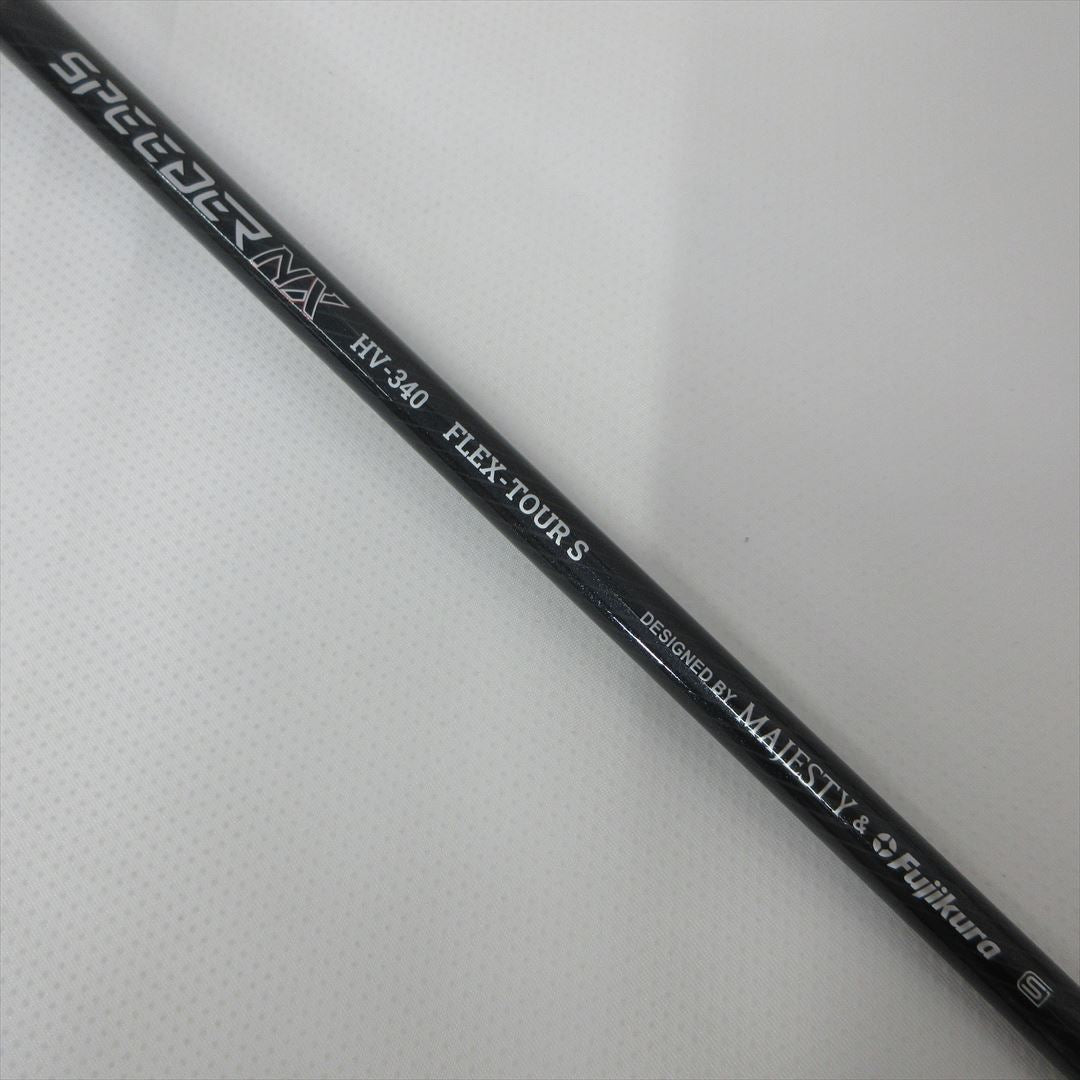 SPEEDER NX HV-340 FLEX-TOUR S DESIGNED BY MAJESTY & Fujikura S